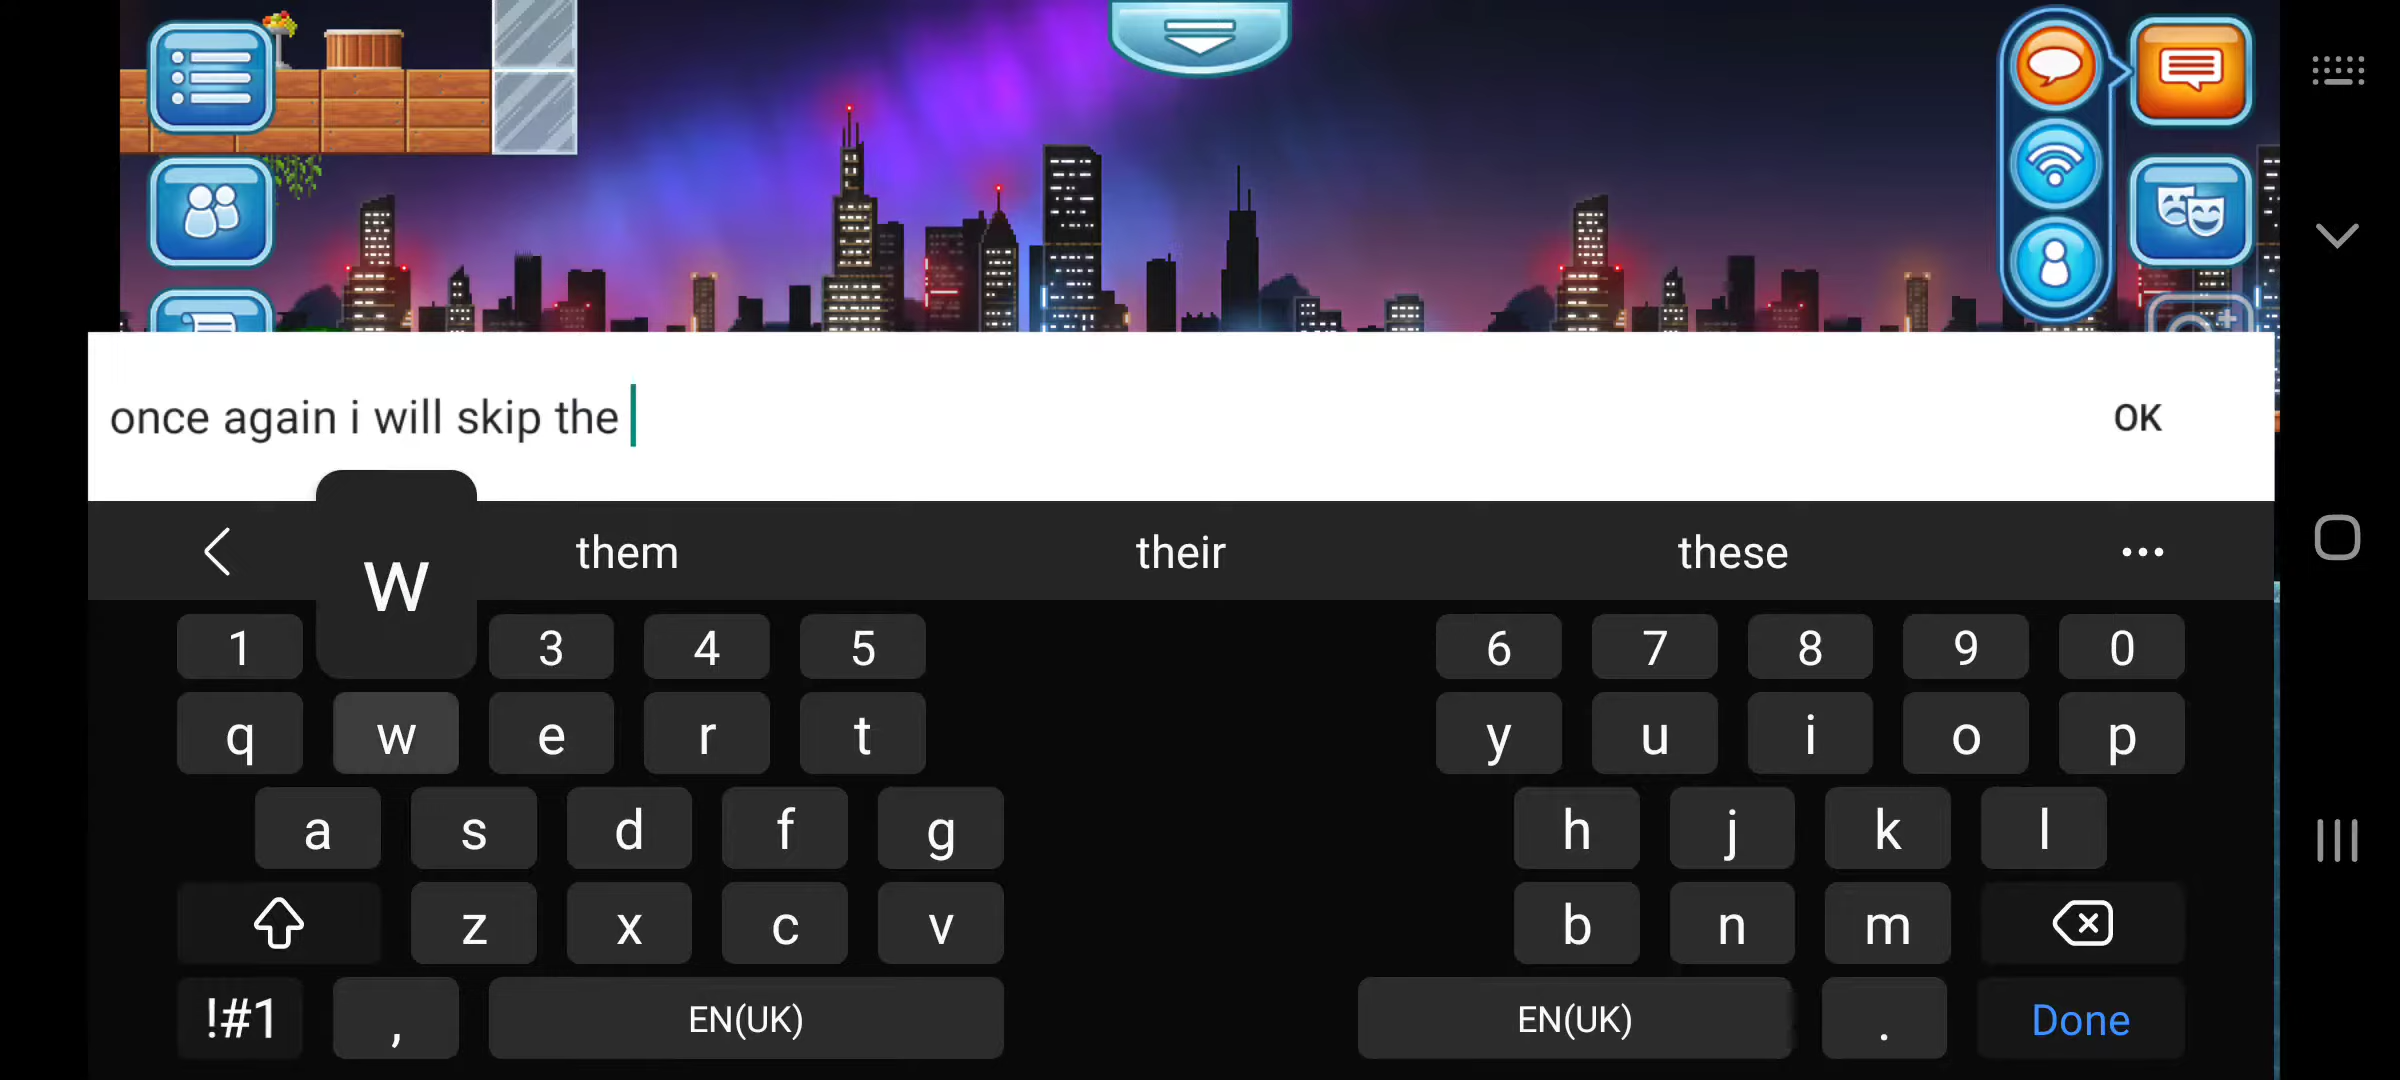 once again i will skip the
OK
w
them
their
these
1
3
4
5
6
7
8
9
0
q
w
e
r
t
y
u
i
o
p
a
s
d
f
g
h
j
k
l
z
x
c
v
b
n
m
!#1
,
EN(UK)
EN(UK)
.
Done